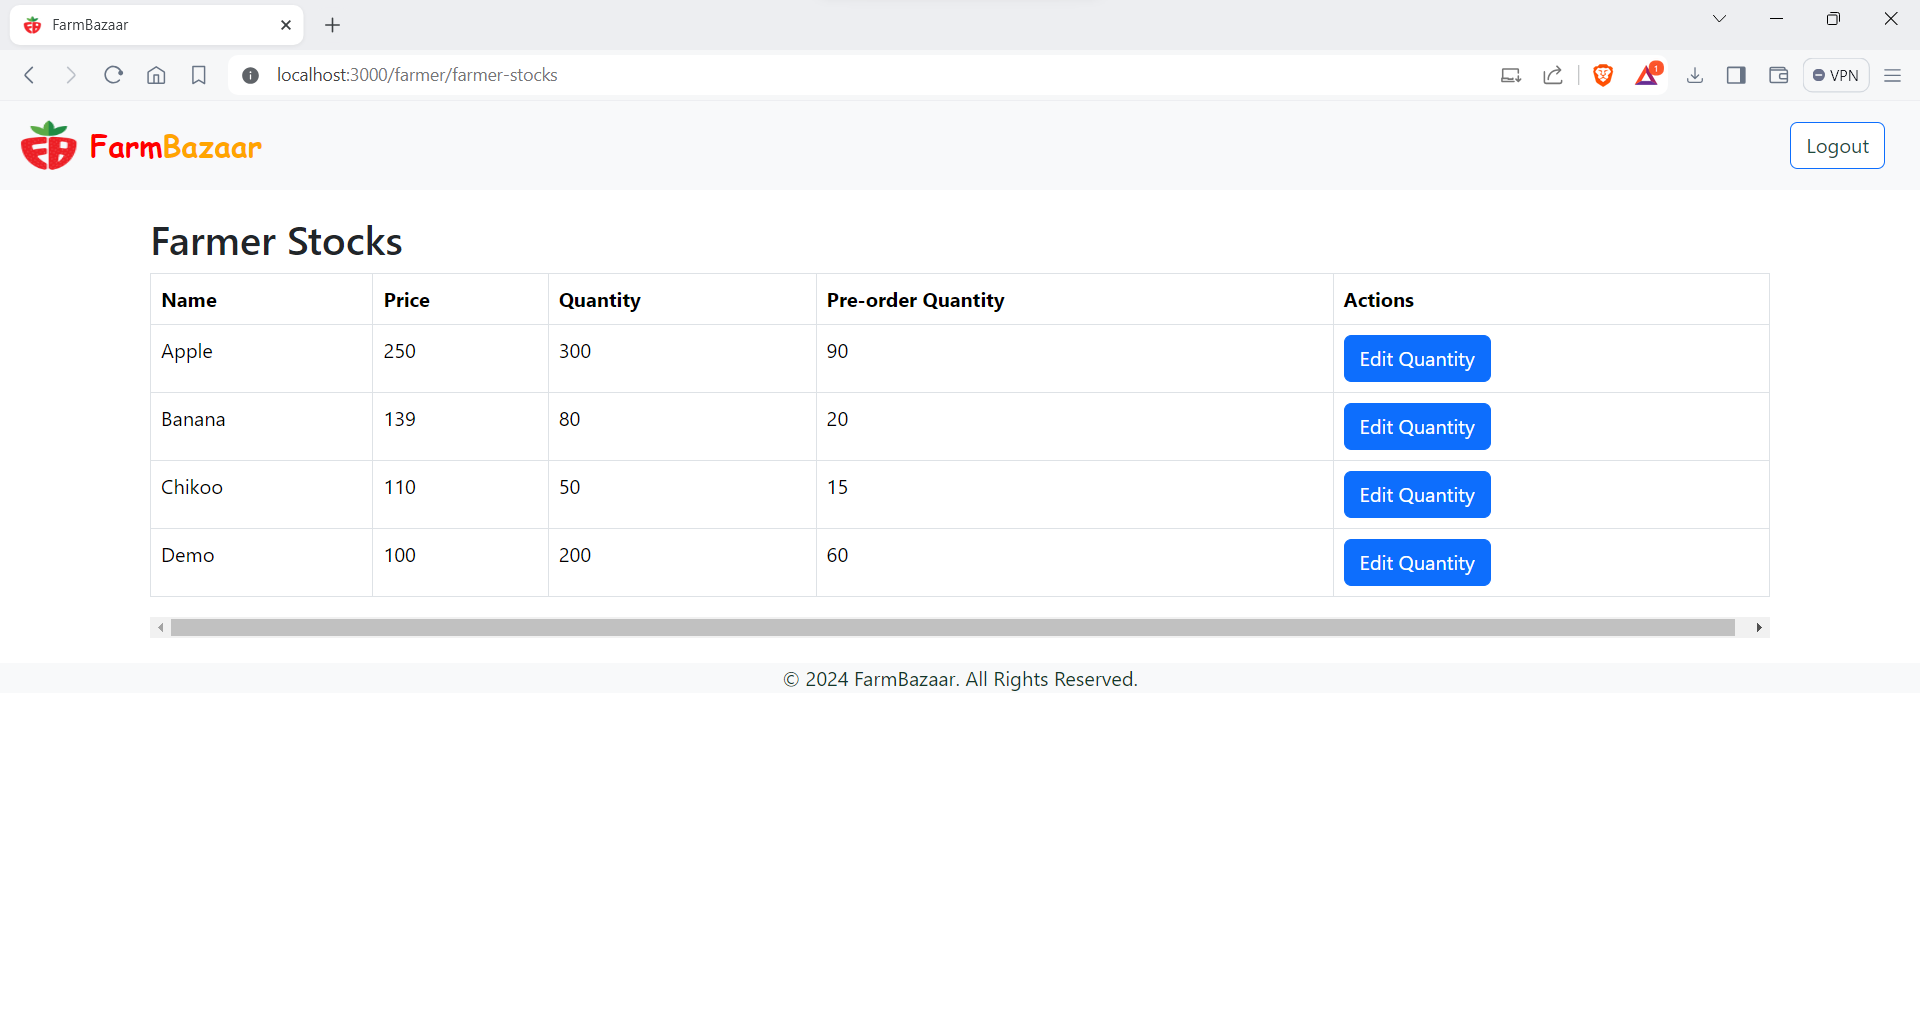 FarmBazaar
localhost:3000/farmer/farmer-stocks
1
VPN
FarmBazaar
Logout
Farmer Stocks
Name Price Quantity Pre-order Quantity Actions
Apple 250 300 90 Edit Quantity
Banana 139 80 20 Edit Quantity
Chikoo 110 50 15 Edit Quantity
Demo 100 200 60 Edit Quantity
© 2024 FarmBazaar. All Rights Reserved.